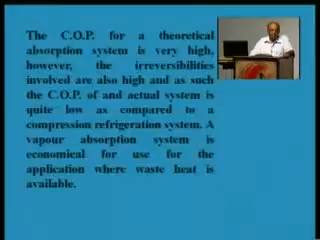 The C.O.P. for a theoretical
absorption system is very high,
however, the irreversibilities
involved are also high and as such
the C.O.P. of and actual system is
quite low as compared to a
compression refrigeration system. A
vapour absorption system is
economical for use for the
application where waste heat is
available.